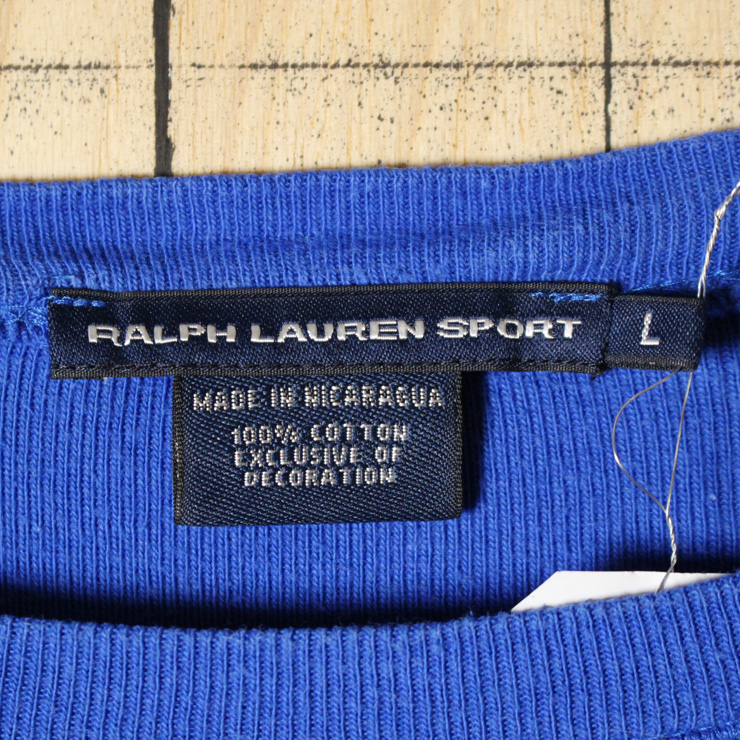 RALPH LAUREN SPORT
L
MADE IN NICARAGUA
100% COTTON
EXCLUSIVE OF
DECORATION